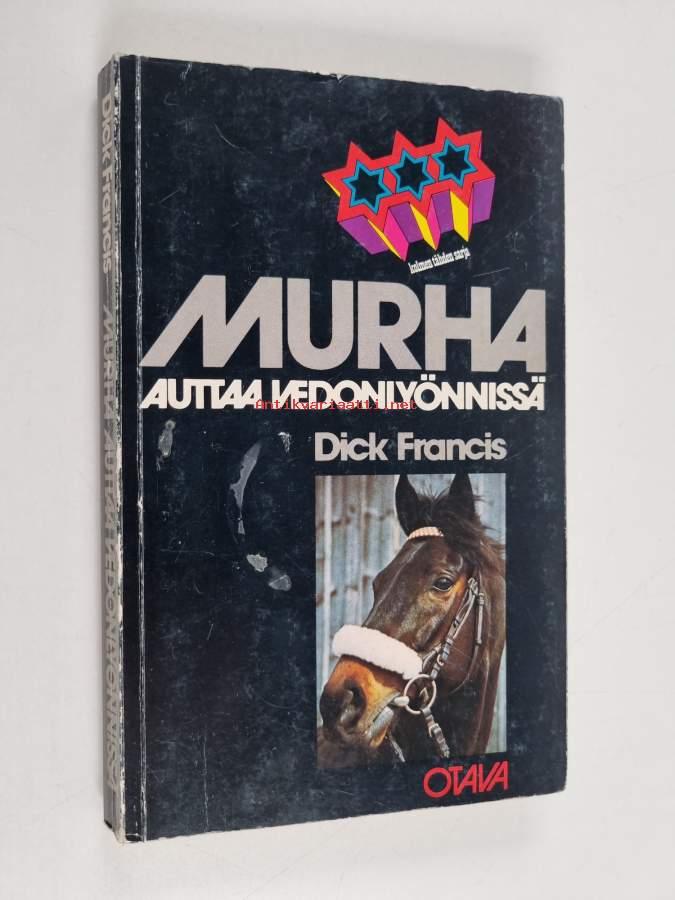 kolmen tähden sarja
MURHA
AUTTAA VEDONLYÖNNISSÄ
Antikvariaatti.net
Dick Francis
OTAVA
Dick Francis MURHA AUTTAA VEDONLYÖNNISSÄ